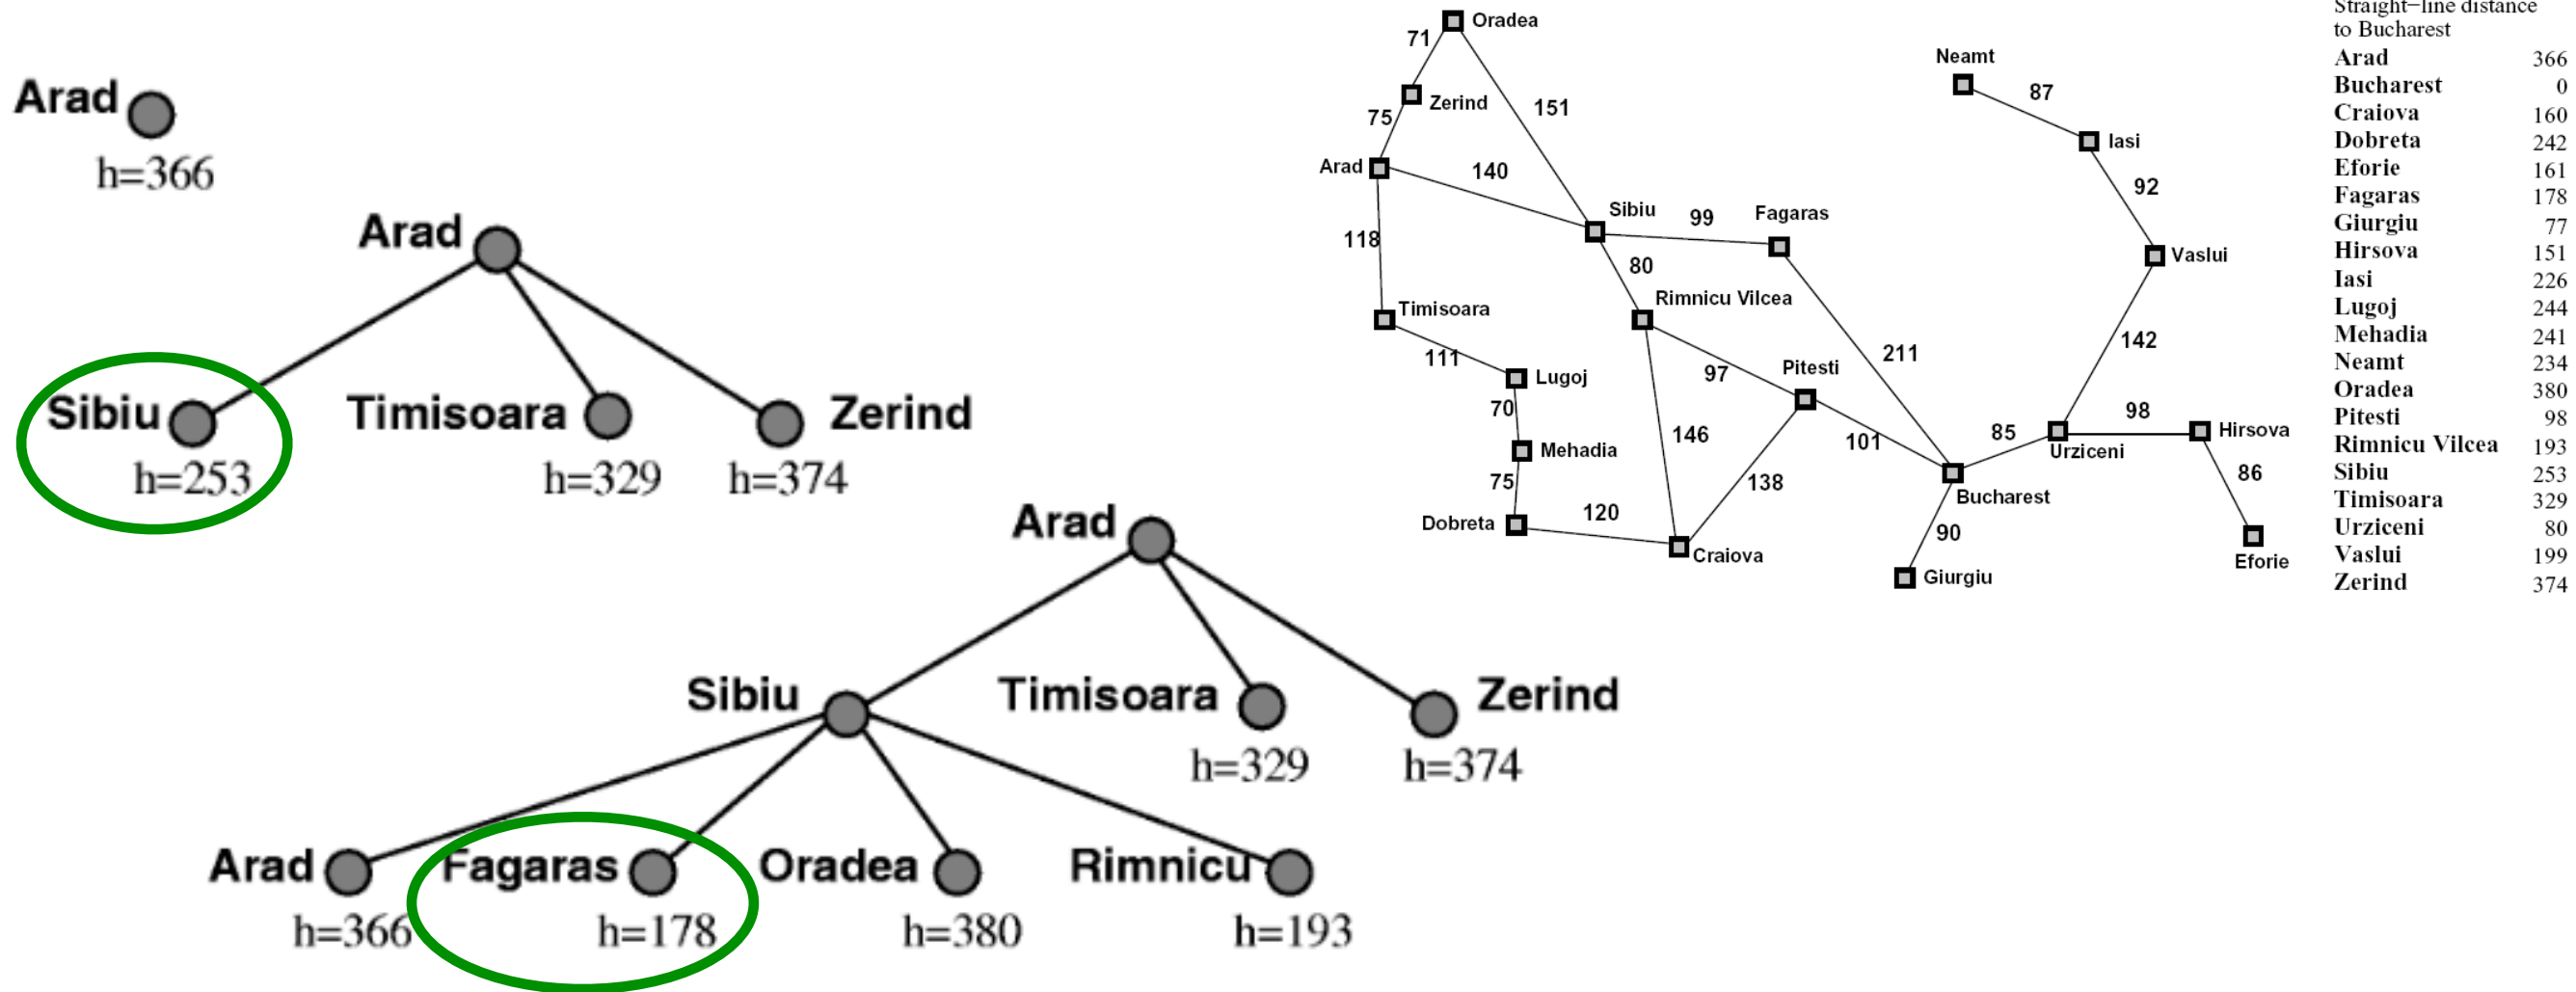 Arad
h=366
Arad
Sibiu
Timisoara
Zerind
h=253
h=329
h=374
Arad
Sibiu
Timisoara
Zerind
h=329
h=374
Arad
Fagaras
Oradea
Rimnicu
h=366
h=178
h=380
h=193
Oradea
71
Zerind
151
75
Arad
140
118
Sibiu
99
Fagaras
80
Rimnicu Vilcea
Timisoara
111
Lugoj
70
Mehadia
75
Dobreta
120
146
97
Pitesti
211
138
101
Craiova
Neamt
87
Iasi
92
Vaslui
142
98
85
Urziceni
Hirsova
86
Bucharest
90
Giurgiu
Eforie
Straight−line distance
to Bucharest
Arad 366
Bucharest 0
Craiova 160
Dobreta 242
Eforie 161
Fagaras 178
Giurgiu 77
Hirsova 151
Iasi 226
Lugoj 244
Mehadia 241
Neamt 234
Oradea 380
Pitesti 98
Rimnicu Vilcea 193
Sibiu 253
Timisoara 329
Urziceni 80
Vaslui 199
Zerind 374